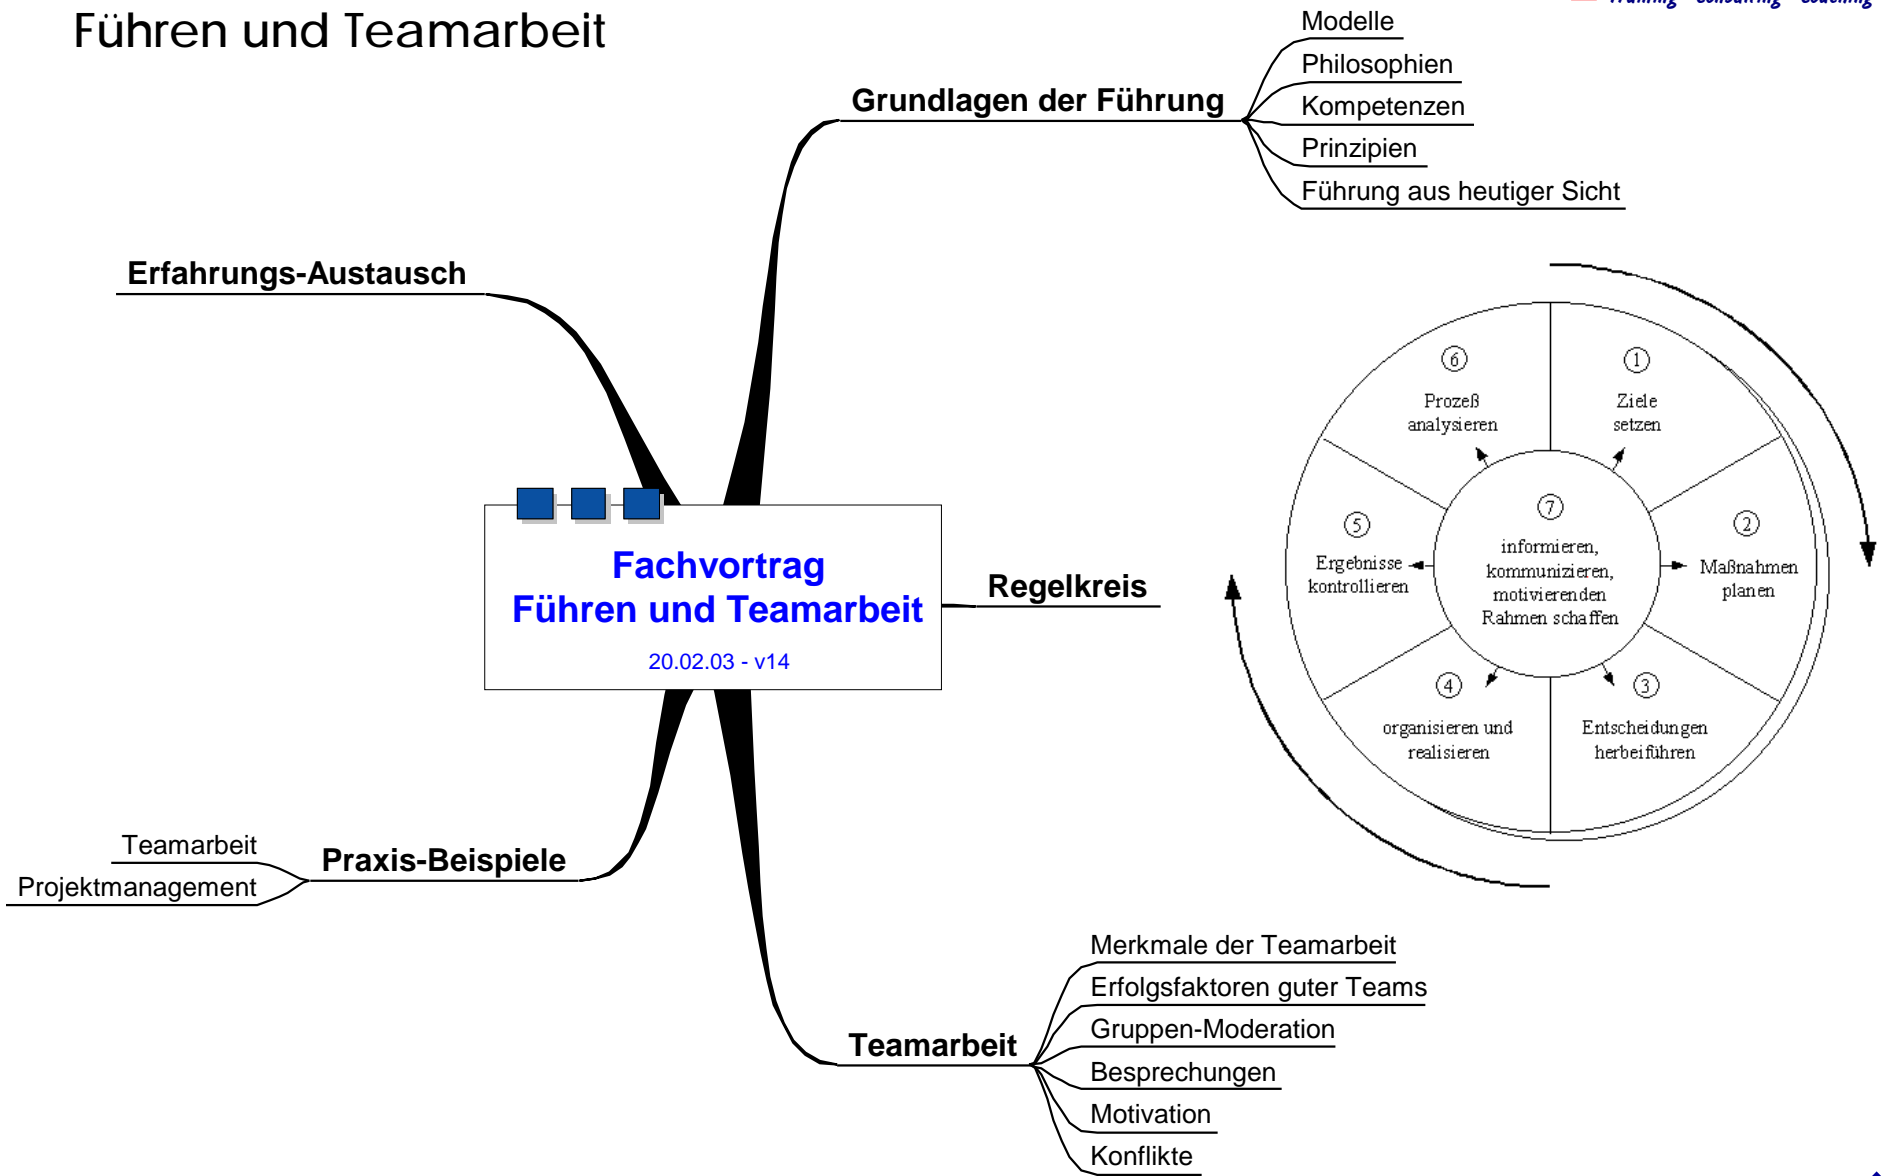 Führen und Teamarbeit
Training - Consulting - Coaching
Modelle
Philosophien
Grundlagen der Führung
Kompetenzen
Prinzipien
Führung aus heutiger Sicht
Erfahrungs-Austausch
Fachvortrag
Führen und Teamarbeit
20.02.03 - v14
Regelkreis
1
Ziele
setzen
2
Maßnahmen
planen
3
Entscheidungen
herbeiführen
4
organisieren und
realisieren
5
Ergebnisse
kontrollieren
6
Prozeß
analysieren
7
informieren,
kommunizieren,
motivierenden
Rahmen schaffen
Praxis-Beispiele
Teamarbeit
Projektmanagement
Teamarbeit
Merkmale der Teamarbeit
Erfolgsfaktoren guter Teams
Gruppen-Moderation
Besprechungen
Motivation
Konflikte